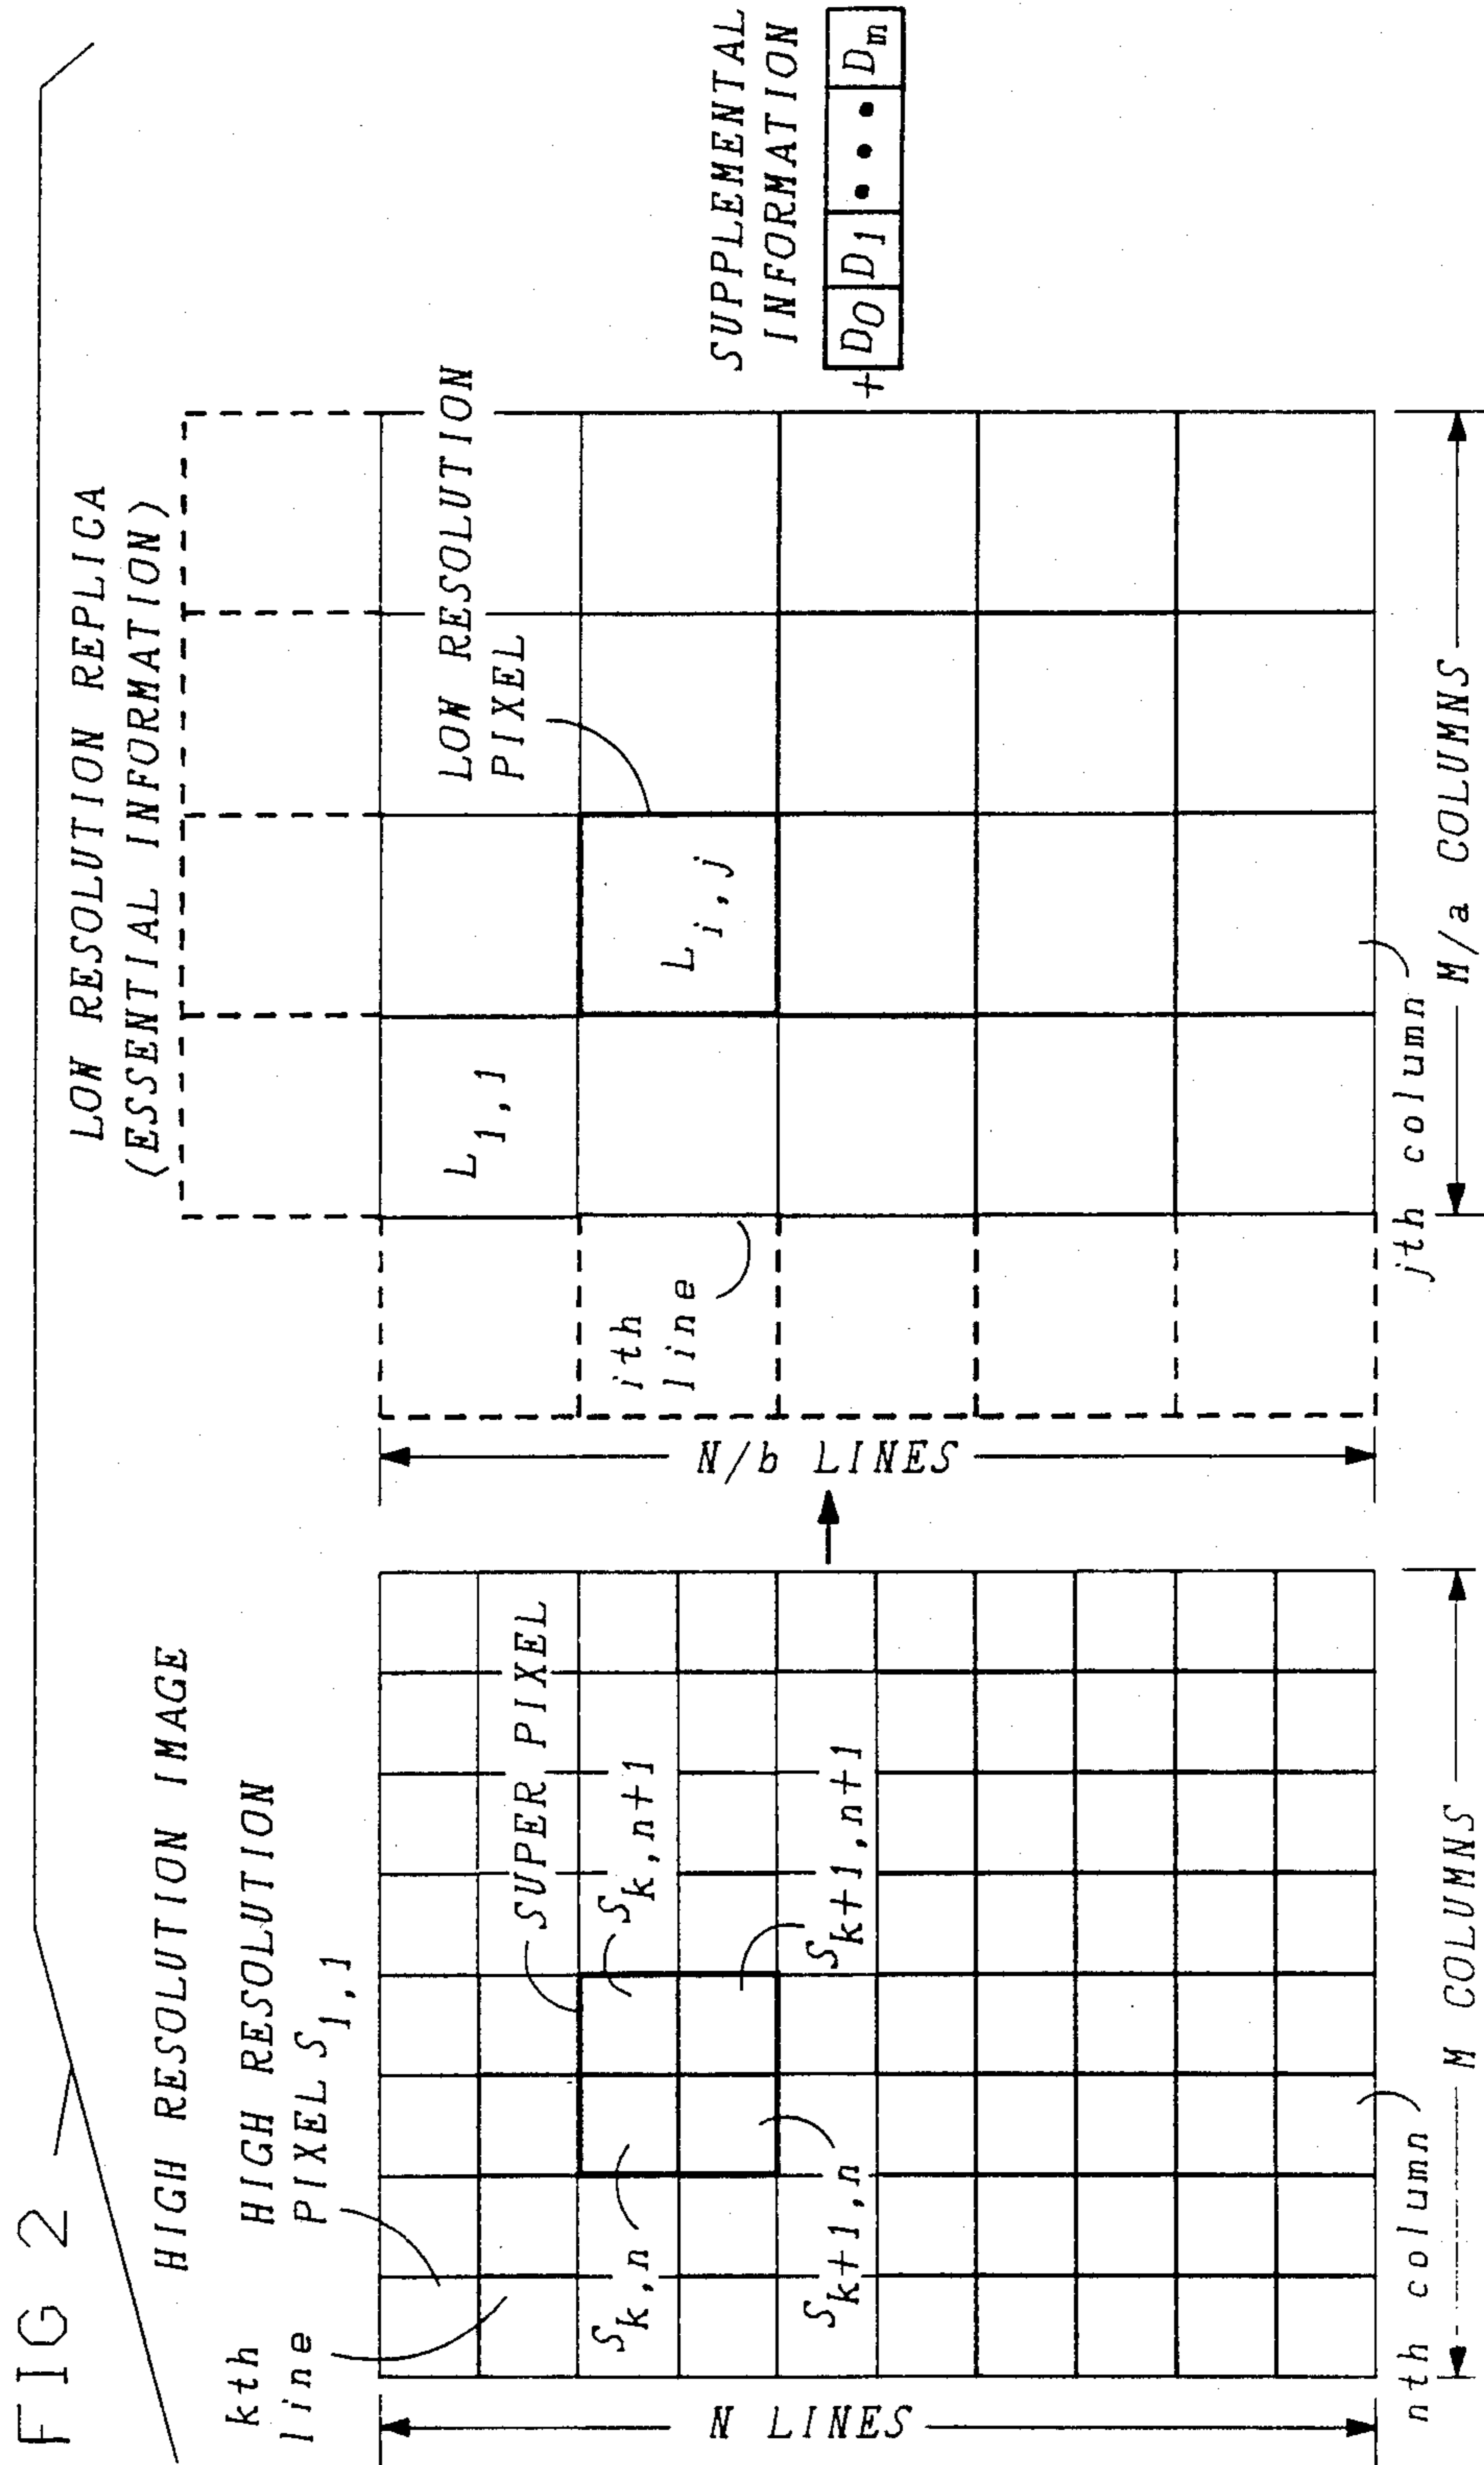 FIG 2
HIGH RESOLUTION IMAGE
kth
line
HIGH RESOLUTION
PIXEL S1,1
SUPER PIXEL
Sk,n
Sk,n+1
Sk+1,n
Sk+1,n+1
N LINES
nth column
M COLUMNS
LOW RESOLUTION REPLICA
(ESSENTIAL INFORMATION)
L1,1
LOW RESOLUTION
PIXEL
Li,j
ith
line
N/b LINES
jth column
M/a COLUMNS
SUPPLEMENTAL
INFORMATION
+ D0 D1 • • • Dm